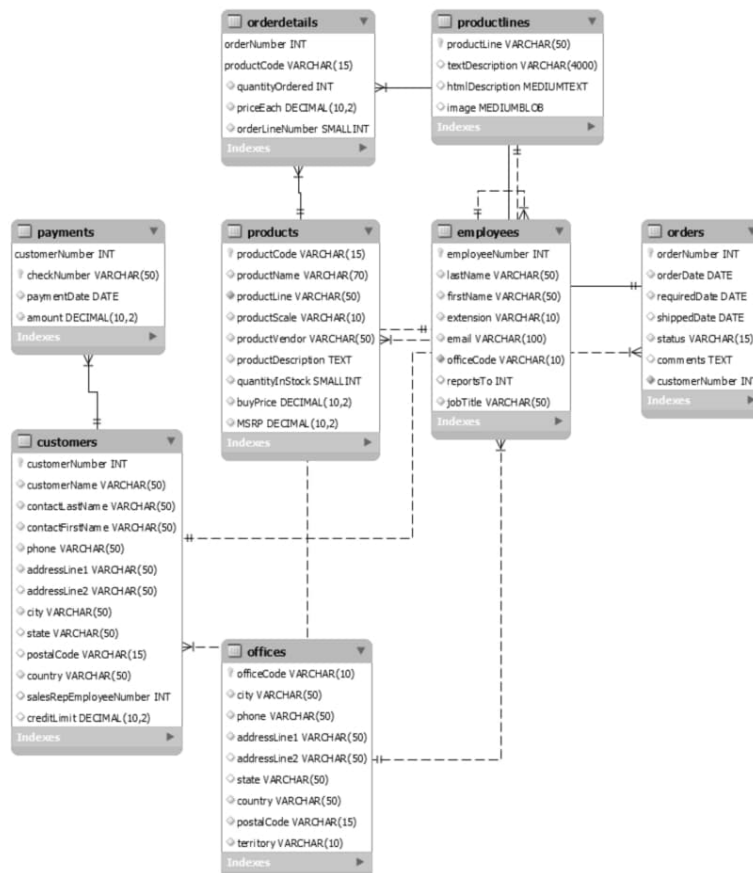 orderdetails
orderNumber INT
productCode VARCHAR(15)
quantityOrdered INT
priceEach DECIMAL(10,2)
orderLineNumber SMALLINT
Indexes
productlines
productLine VARCHAR(50)
textDescription VARCHAR(4000)
htmlDescription MEDIUMTEXT
image MEDIUMBLOB
Indexes
payments
customerNumber INT
checkNumber VARCHAR(50)
paymentDate DATE
amount DECIMAL(10,2)
Indexes
products
productCode VARCHAR(15)
productName VARCHAR(70)
productLine VARCHAR(50)
productScale VARCHAR(10)
productVendor VARCHAR(50)
productDescription TEXT
quantityInStock SMALLINT
buyPrice DECIMAL(10,2)
MSRP DECIMAL(10,2)
Indexes
employees
employeeNumber INT
lastName VARCHAR(50)
firstName VARCHAR(50)
extension VARCHAR(10)
email VARCHAR(100)
officeCode VARCHAR(10)
reportsTo INT
jobTitle VARCHAR(50)
Indexes
orders
orderNumber INT
orderDate DATE
requiredDate DATE
shippedDate DATE
status VARCHAR(15)
comments TEXT
customerNumber INT
Indexes
customers
customerNumber INT
customerName VARCHAR(50)
contactLastName VARCHAR(50)
contactFirstName VARCHAR(50)
phone VARCHAR(50)
addressLine1 VARCHAR(50)
addressLine2 VARCHAR(50)
city VARCHAR(50)
state VARCHAR(50)
postalCode VARCHAR(15)
country VARCHAR(50)
salesRepEmployeeNumber INT
creditLimit DECIMAL(10,2)
Indexes
offices
officeCode VARCHAR(10)
city VARCHAR(50)
phone VARCHAR(50)
addressLine1 VARCHAR(50)
addressLine2 VARCHAR(50)
state VARCHAR(50)
country VARCHAR(50)
postalCode VARCHAR(15)
territory VARCHAR(10)
Indexes